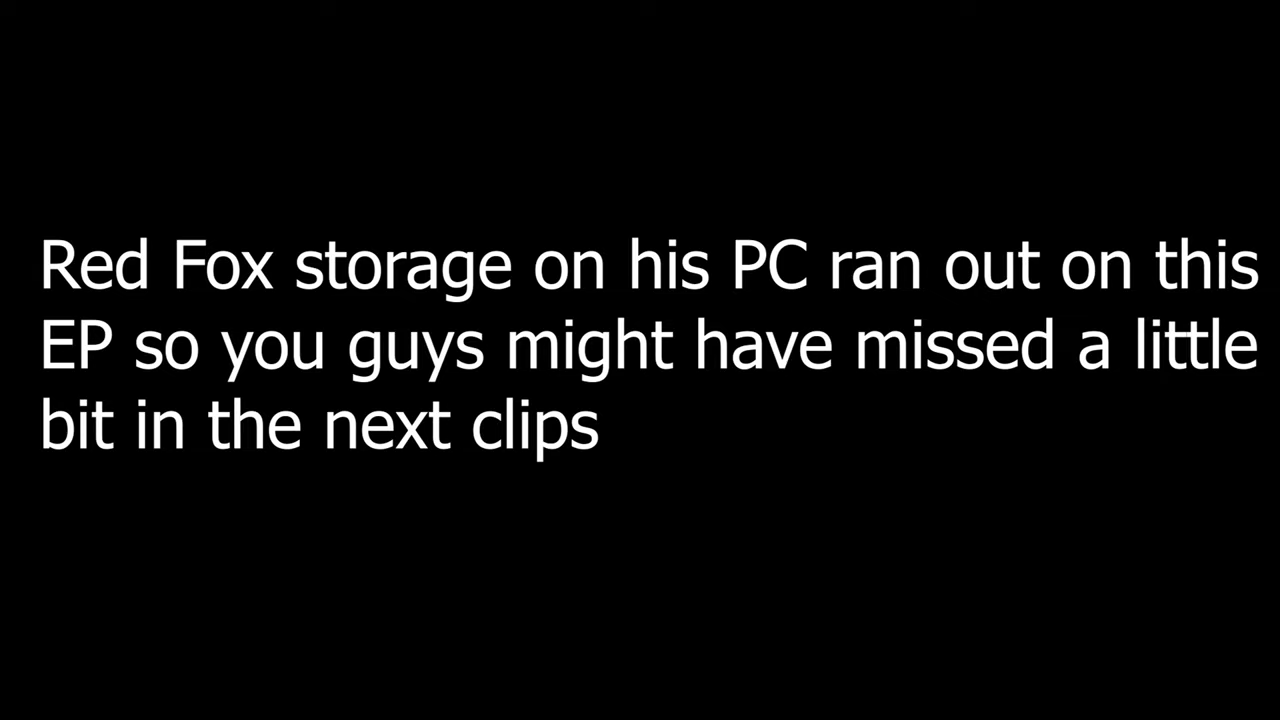 Red Fox storage on his PC ran out on this
EP so you guys might have missed a little
bit in the next clips